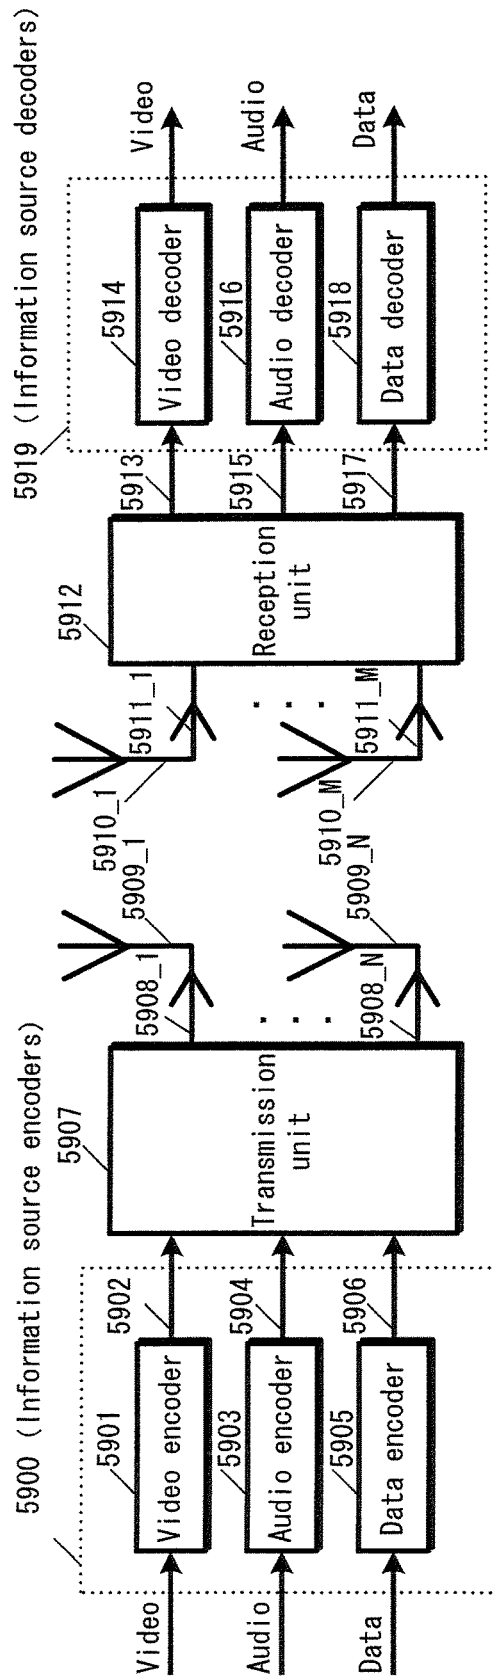 5900 (Information source encoders)
Video
5901
Video encoder
5902
Audio
5903
Audio encoder
5904
Data
5905
Data encoder
5906
5907
Transmission
unit
5908_1
5909_1
5908_N
5909_N
5910_1
5911_1
5910_M
5911_M
5912
Reception
unit
5919 (Information source decoders)
5913
5914
Video decoder
Video
5915
5916
Audio decoder
Audio
5917
5918
Data decoder
Data